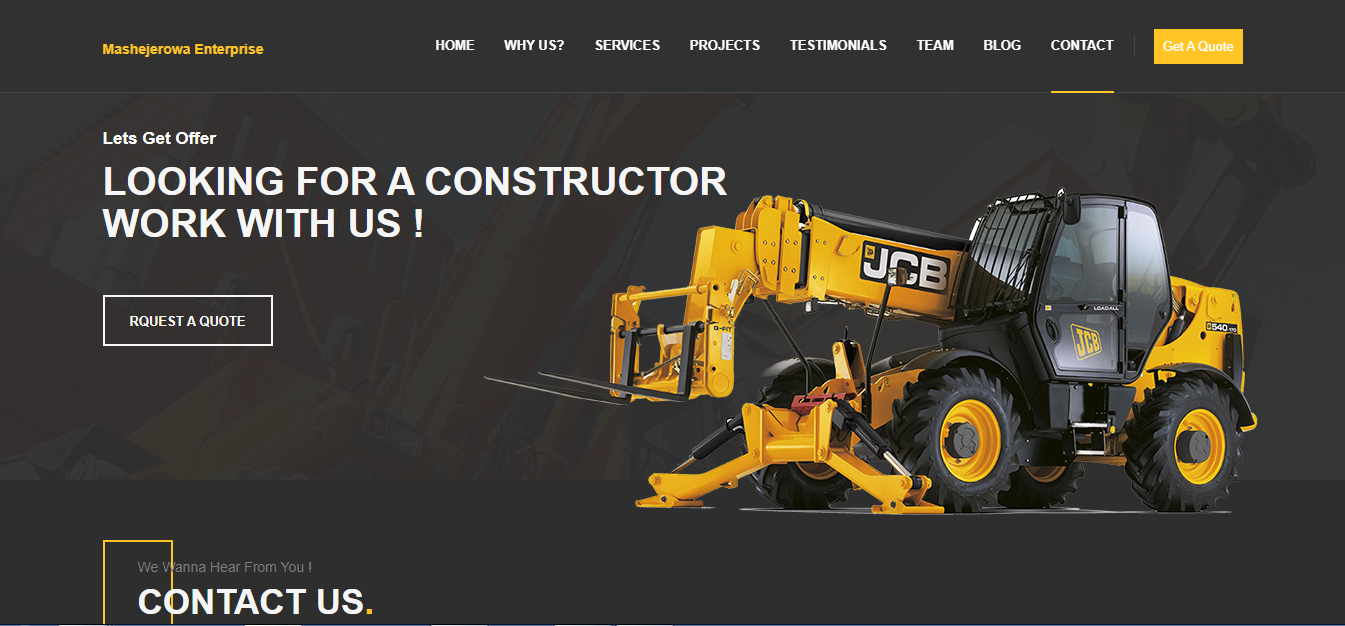 Mashejerowa Enterprise
HOME WHY US? SERVICES PROJECTS TESTIMONIALS TEAM BLOG CONTACT Get A Quote
Lets Get Offer
LOOKING FOR A CONSTRUCTOR
WORK WITH US !
RQUEST A QUOTE
JCB
LOADALL
G-FIT
540
JCB
We Wanna Hear From You !
CONTACT US.